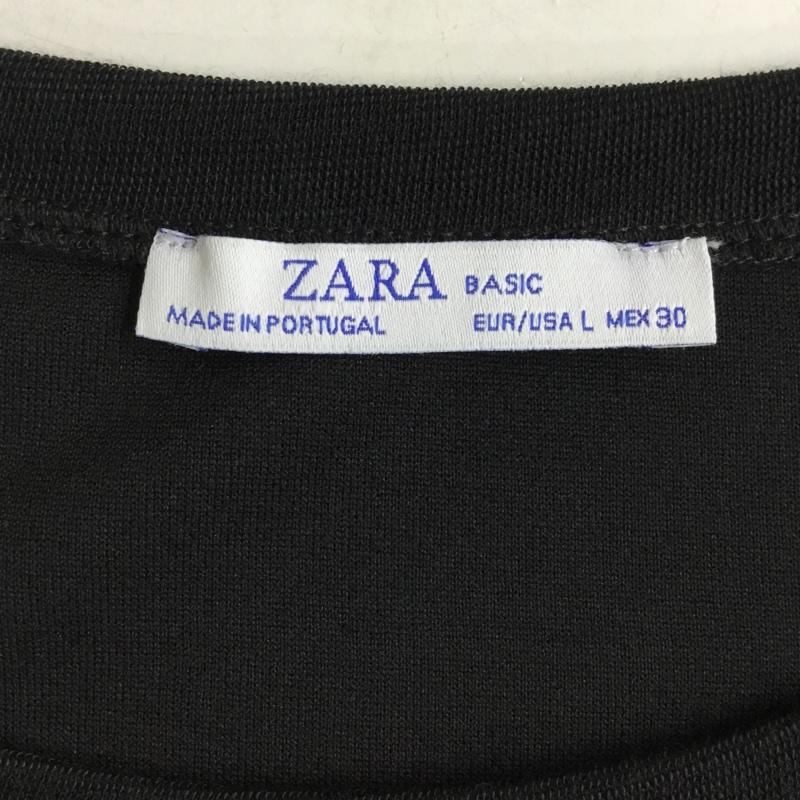 ZARA BASIC
MADE IN PORTUGAL EUR/USA L MEX 30